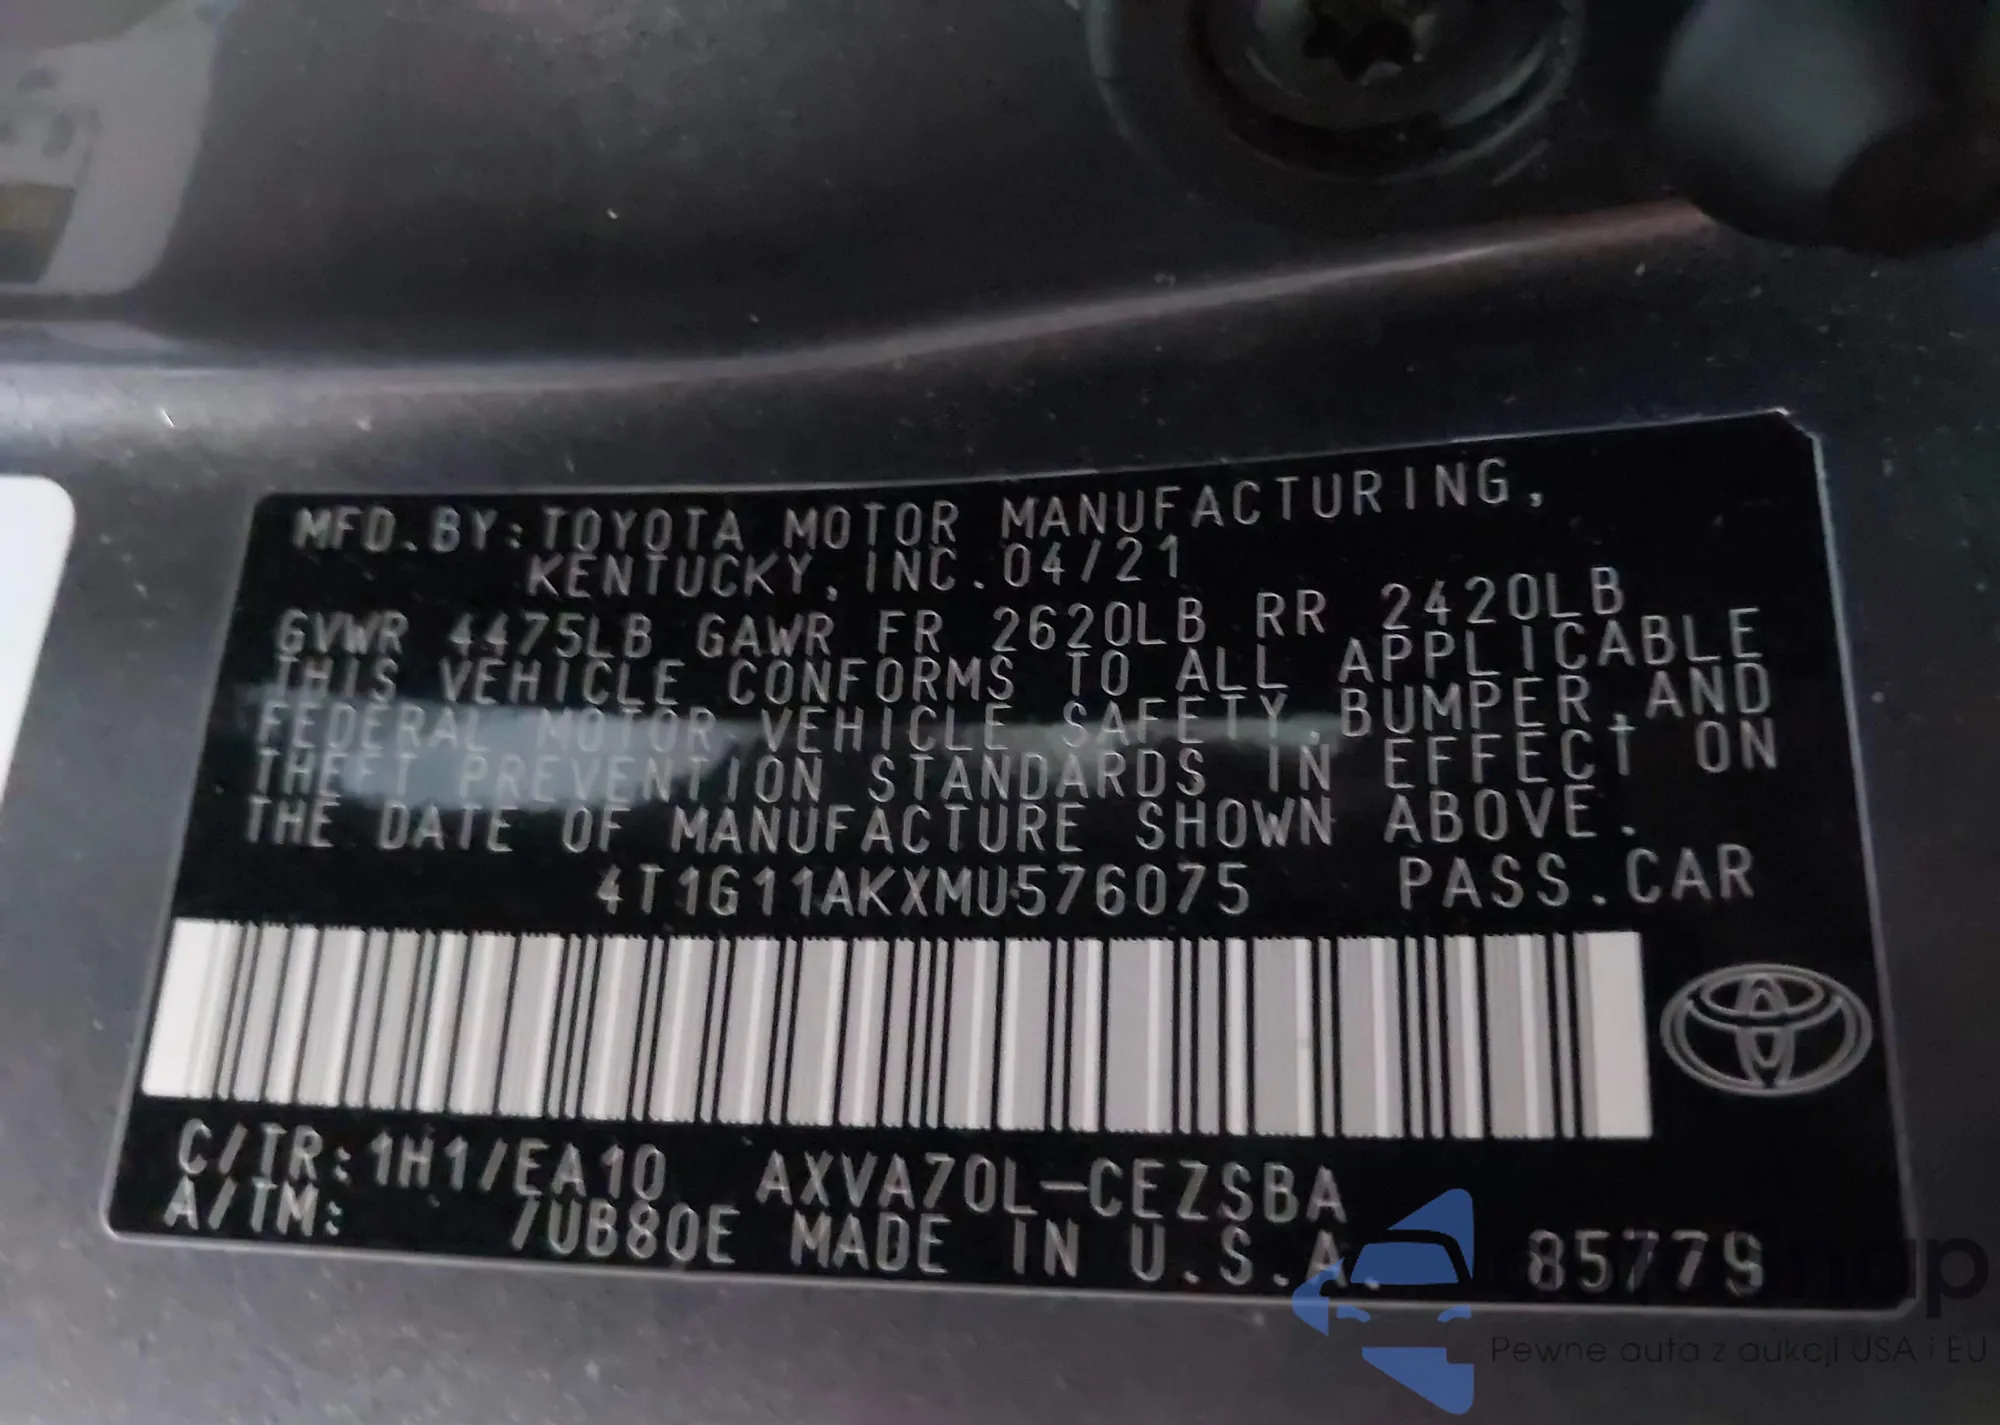 MFD.BY:TOYOTA MOTOR MANUFACTURING,
KENTUCKY, INC.04/21
GVWR 4475LB GAWR FR 2620LB RR 2420LB
THIS VEHICLE CONFORMS TO ALL APPLICABLE
FEDERAL MOTOR VEHICLE SAFETY,BUMPER,AND
THEFT PREVENTION STANDARDS IN EFFECT ON
THE DATE OF MANUFACTURE SHOWN ABOVE.
4T1G11AKXMU576075 PASS.CAR
C/TR:1H1/EA10 AXVA70L-CEZSBA
A/TM: /UB80E MADE IN U.S.A. 85779
Pewne auta z aukcji USA i EU